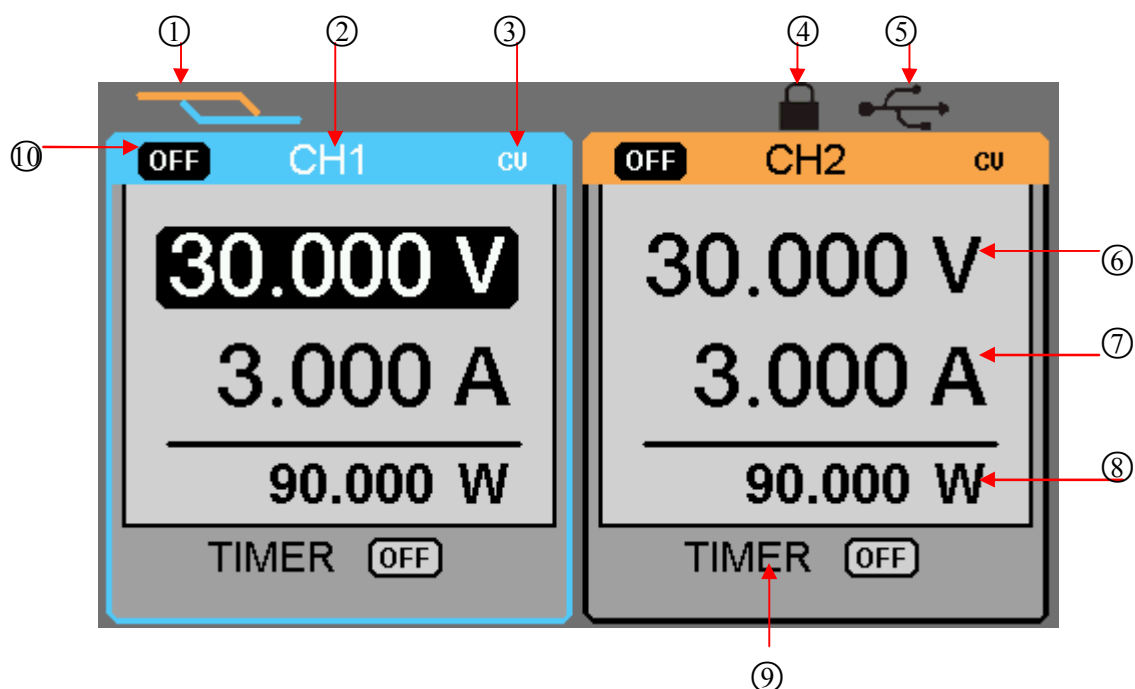 ① ② ③ ④ ⑤
⑩ OFF CH1 CV OFF CH2 CV
30.000 V 30.000 V ⑥
3.000 A 3.000 A ⑦
90.000 W 90.000 W ⑧
TIMER OFF TIMER OFF
⑨